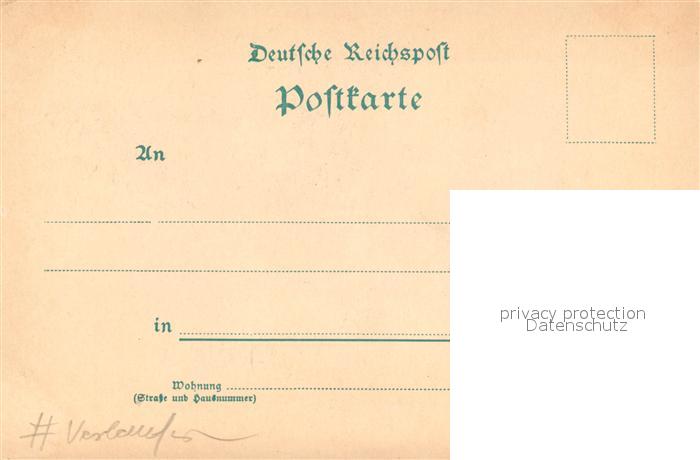 Deutsche Reichspost
Postkarte
An
in
Wohnung
(Straße und Hausnummer)
privacy protection
Datenschutz